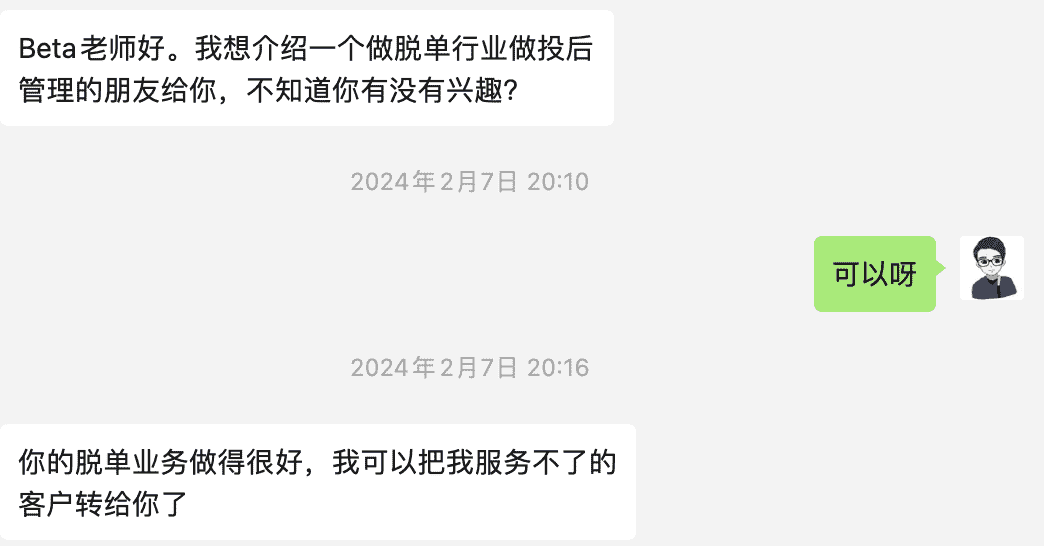 Beta老师好。我想介绍一个做脱单行业做投后
管理的朋友给你，不知道你有没有兴趣？
2024年2月7日 20:10
可以呀
2024年2月7日 20:16
你的脱单业务做得很好，我可以把我服务不了的
客户转给你了